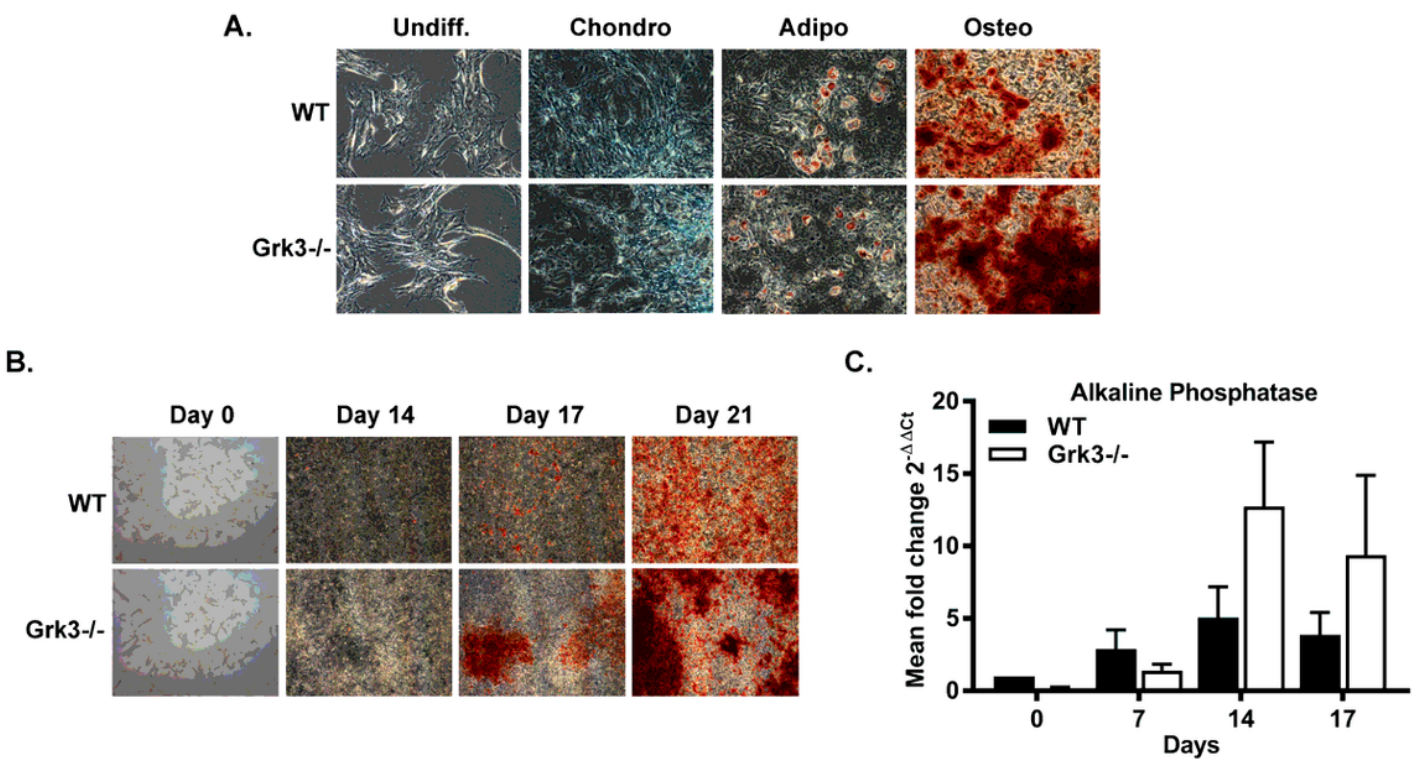 A.
Undiff. Chondro Adipo Osteo
WT
Grk3-/-
B.
Day 0 Day 14 Day 17 Day 21
WT
Grk3-/-
C.
Alkaline Phosphatase
WT
Grk3-/-
Mean fold change 2-ΔΔCt
20
15
10
5
0
0 7 14 17
Days